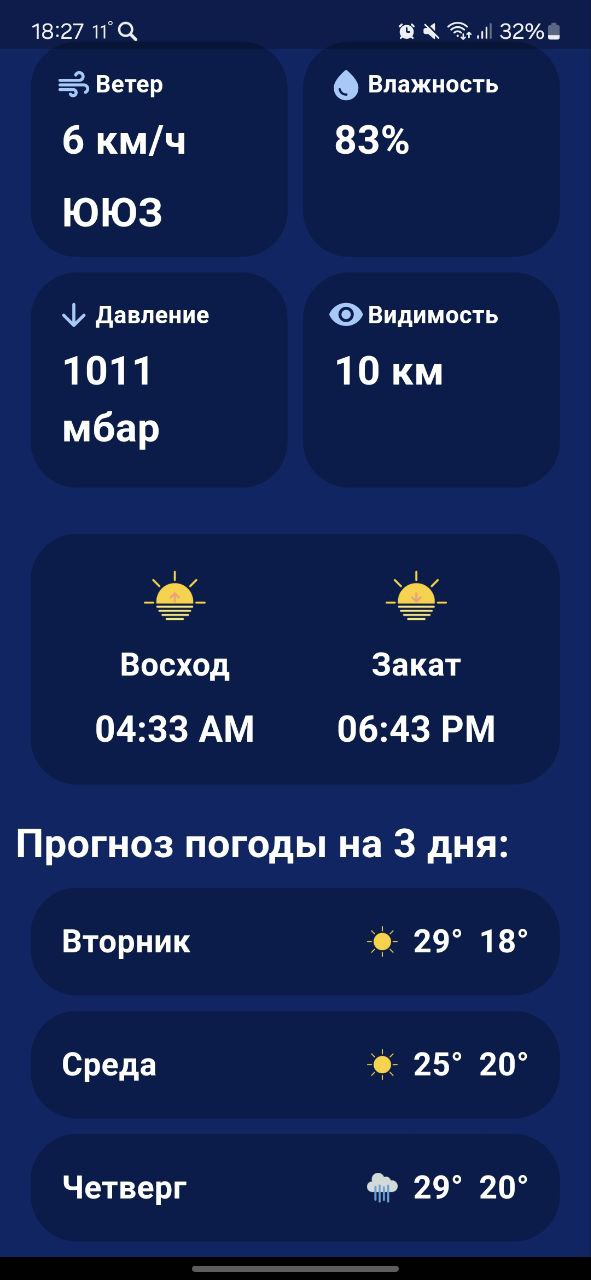 18:27 11° 32%
Ветер
6 км/ч
ЮЮЗ
Влажность
83%
Давление
1011
мбар
Видимость
10 км
Восход
04:33 AM
Закат
06:43 PM
Прогноз погоды на 3 дня:
Вторник 29° 18°
Среда 25° 20°
Четверг 29° 20°